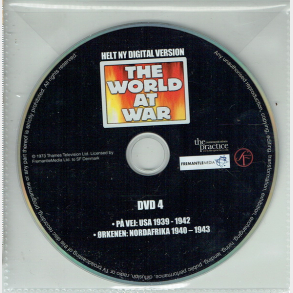 HELT NY DIGITAL VERSION
THE
WORLD
AT
WAR
© 1973 Thames Television Ltd. Licensed by
FremantleMedia Ltd. to SF Denmark
the
practice
FREMANTLEMEDIA
DVD 4
• PÅ VEJ: USA 1939 - 1942
• ØRKENEN: NORDAFRIKA 1940 – 1943